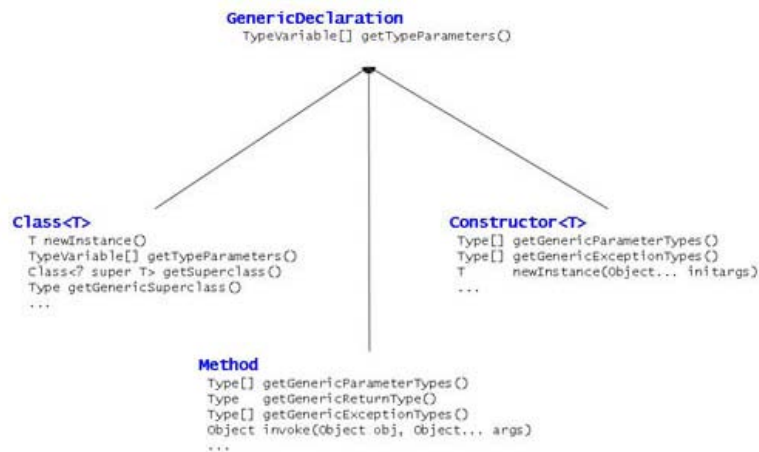 GenericDeclaration
TypeVariable[] getTypeParameters()
Class<T>
T newInstance()
TypeVariable[] getTypeParameters()
Class<? super T> getSuperclass()
Type getGenericSuperclass()
...
Constructor<T>
Type[] getGenericParameterTypes()
Type[] getGenericExceptionTypes()
T newInstance(Object... initargs)
...
Method
Type[] getGenericParameterTypes()
Type getGenericReturnType()
Type[] getGenericExceptionTypes()
Object invoke(Object obj, Object... args)
...